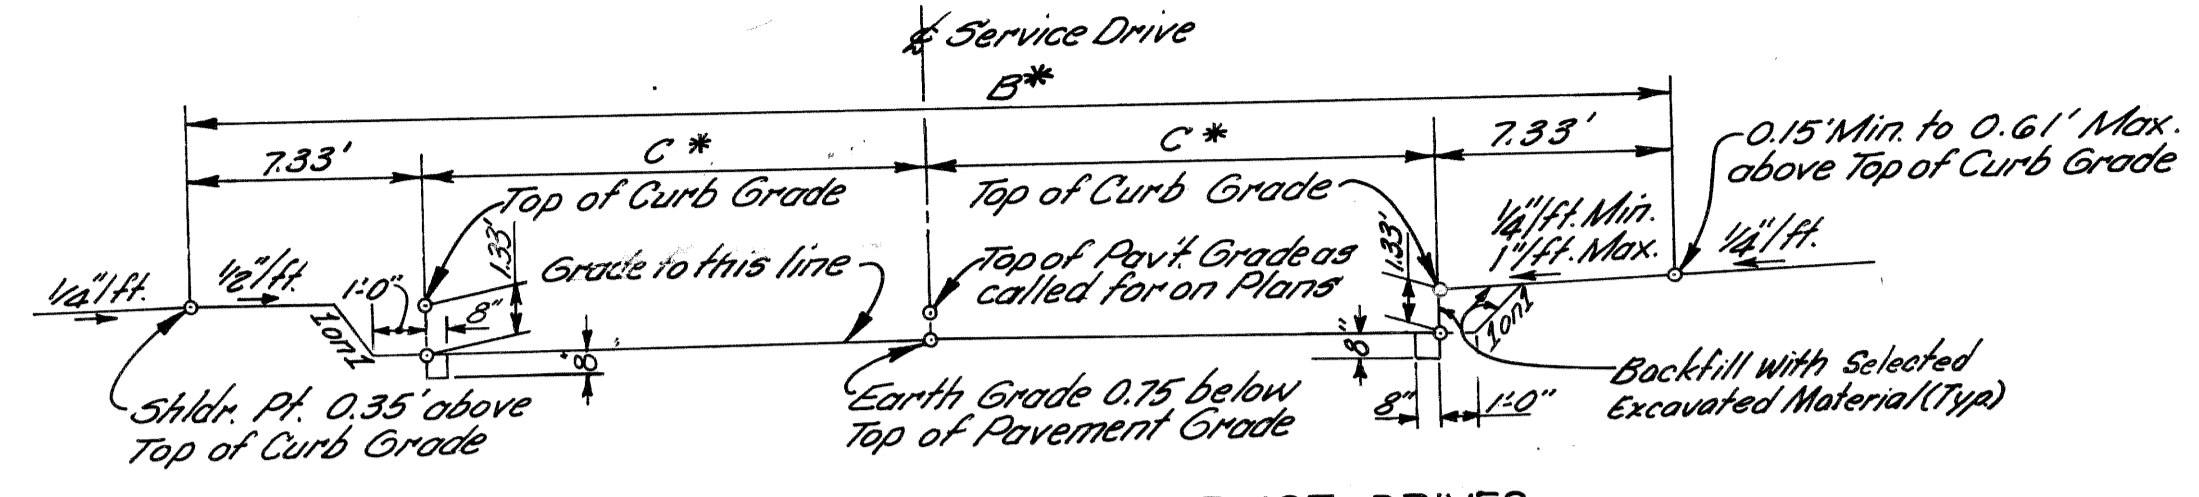 ℄ Service Drive
B*
7.33'
C*
C*
7.33'
0.15' Min. to 0.61' Max.
above Top of Curb Grade
Top of Curb Grade
Top of Curb Grade
1/4"/ft. Min.
1"/ft. Max.
1/4"/ft.
1/4"/ft.
1/2"/ft.
1'-0"
1.33'
8"
Grade to this line
Top of Pav't. Grade as
called for on Plans
1.33'
1 on 1
8"
8"
1 on 1
Shldr. Pt. 0.35' above
Top of Curb Grade
Earth Grade 0.75 below
Top of Pavement Grade
8"
1'-0"
Backfill with Selected
Excavated Material (Typ)
DRIVES